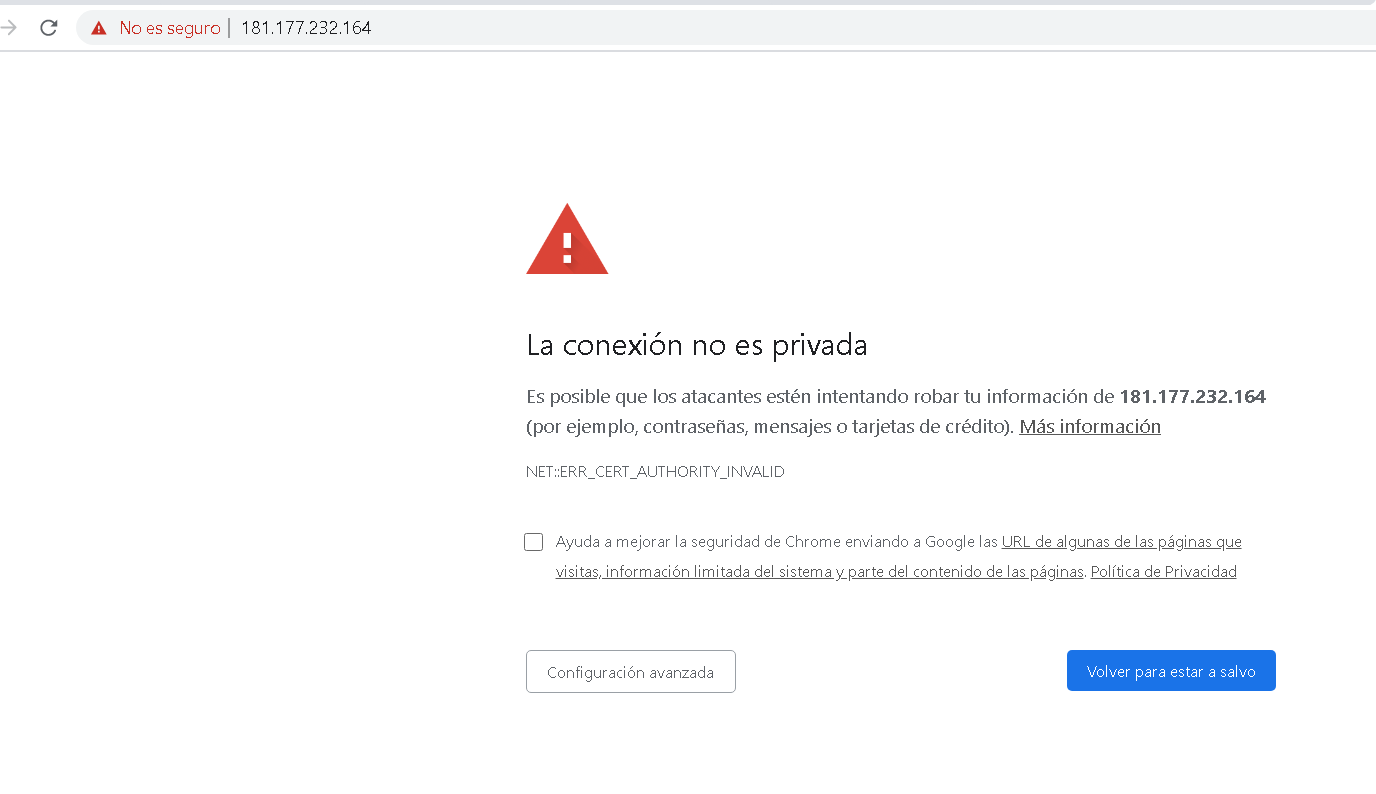 No es seguro | 181.177.232.164
La conexión no es privada
Es posible que los atacantes estén intentando robar tu información de 181.177.232.164
(por ejemplo, contraseñas, mensajes o tarjetas de crédito). Más información
NET::ERR_CERT_AUTHORITY_INVALID
Ayuda a mejorar la seguridad de Chrome enviando a Google las URL de algunas de las páginas que
visitas, información limitada del sistema y parte del contenido de las páginas. Política de Privacidad
Configuración avanzada
Volver para estar a salvo